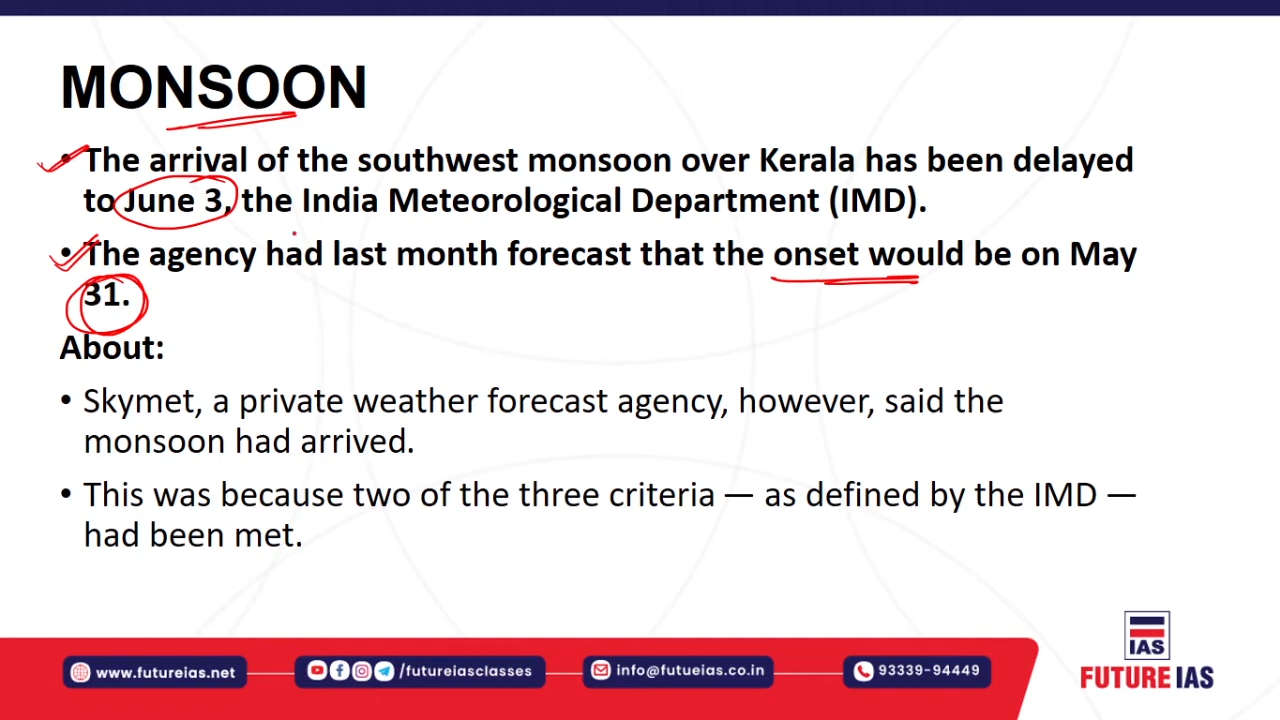 MONSOON
• The arrival of the southwest monsoon over Kerala has been delayed
to June 3, the India Meteorological Department (IMD).
• The agency had last month forecast that the onset would be on May
31.
About:
• Skymet, a private weather forecast agency, however, said the
monsoon had arrived.
• This was because two of the three criteria — as defined by the IMD —
had been met.
IAS
FUTURE IAS
www.futureias.net
/futureiasclasses
info@futueias.co.in
93339-94449